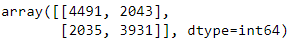 array([[4491, 2043],
       [2035, 3931]], dtype=int64)